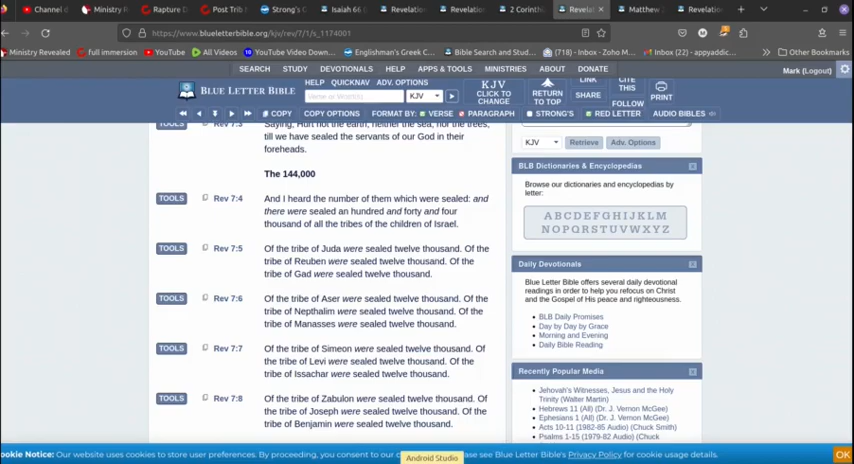 Channel d
Ministry R
Rapture D
Post Trib
Strong's C
Isaiah 66
Revelatio
Revelatio
2 Corinthi
Revelat
Matthew
Revelatio
https://www.blueletterbible.org/kjv/rev/7/1/s_1174001
Ministry Revealed
full immersion
YouTube
All Videos
YouTube Video Down...
Englishman's Greek C...
Bible Search and Stud...
(718) - Inbox - Zoho M...
Inbox (22) - appyaddic...
Other Bookmarks
SEARCH STUDY DEVOTIONALS HELP APPS & TOOLS MINISTRIES ABOUT DONATE
Mark (Logout)
BLUE LETTER BIBLE
HELP QUICKNAV ADV. OPTIONS
Verse or Word(s)
KJV
KJV
CLICK TO
CHANGE
RETURN
TO TOP
LINK
SHARE
CITE
THIS
FOLLOW
PRINT
COPY COPY OPTIONS FORMAT BY: VERSE PARAGRAPH STRONG'S RED LETTER AUDIO BIBLES
TOOLS Rev 7:3 Saying, Hurt not the earth, neither the sea, nor the trees,
till we have sealed the servants of our God in their
foreheads.
The 144,000
TOOLS Rev 7:4 And I heard the number of them which were sealed: and
there were sealed an hundred and forty and four
thousand of all the tribes of the children of Israel.
TOOLS Rev 7:5 Of the tribe of Juda were sealed twelve thousand. Of the
tribe of Reuben were sealed twelve thousand. Of the
tribe of Gad were sealed twelve thousand.
TOOLS Rev 7:6 Of the tribe of Aser were sealed twelve thousand. Of
the tribe of Nepthalim were sealed twelve thousand. Of
the tribe of Manasses were sealed twelve thousand.
TOOLS Rev 7:7 Of the tribe of Simeon were sealed twelve thousand. Of
the tribe of Levi were sealed twelve thousand. Of the
tribe of Issachar were sealed twelve thousand.
TOOLS Rev 7:8 Of the tribe of Zabulon were sealed twelve thousand. Of
the tribe of Joseph were sealed twelve thousand. Of the
tribe of Benjamin were sealed twelve thousand.
KJV Retrieve Adv. Options
BLB Dictionaries & Encyclopedias
Browse our dictionaries and encyclopedias by
letter:
A B C D E F G H I J K L M
N O P Q R S T U V W X Y Z
Daily Devotionals
Blue Letter Bible offers several daily devotional
readings in order to help you refocus on Christ
and the Gospel of His peace and righteousness.
BLB Daily Promises
Day by Day by Grace
Morning and Evening
Daily Bible Reading
Recently Popular Media
Jehovah's Witnesses, Jesus and the Holy
Trinity (Walter Martin)
Hebrews 11 (All) (Dr. J. Vernon McGee)
Ephesians 1 (All) (Dr. J. Vernon McGee)
Acts 10-11 (1982-85 Audio) (Chuck Smith)
Psalms 1-15 (1979-82 Audio) (Chuck
ookie Notice: Our website uses cookies to store user preferences. By proceeding, you consent to our c
Android Studio
ase see Blue Letter Bible's Privacy Policy for cookie usage details.
OK